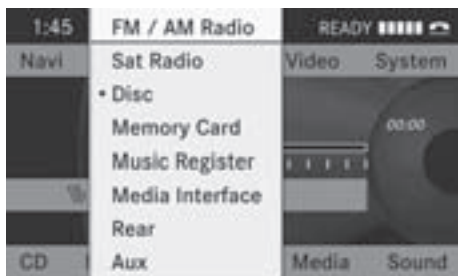 1:45 FM / AM Radio READY
Navi Sat Radio Video System
• Disc
Memory Card 00:00
Music Register
Media Interface
Rear
CD Aux Media Sound